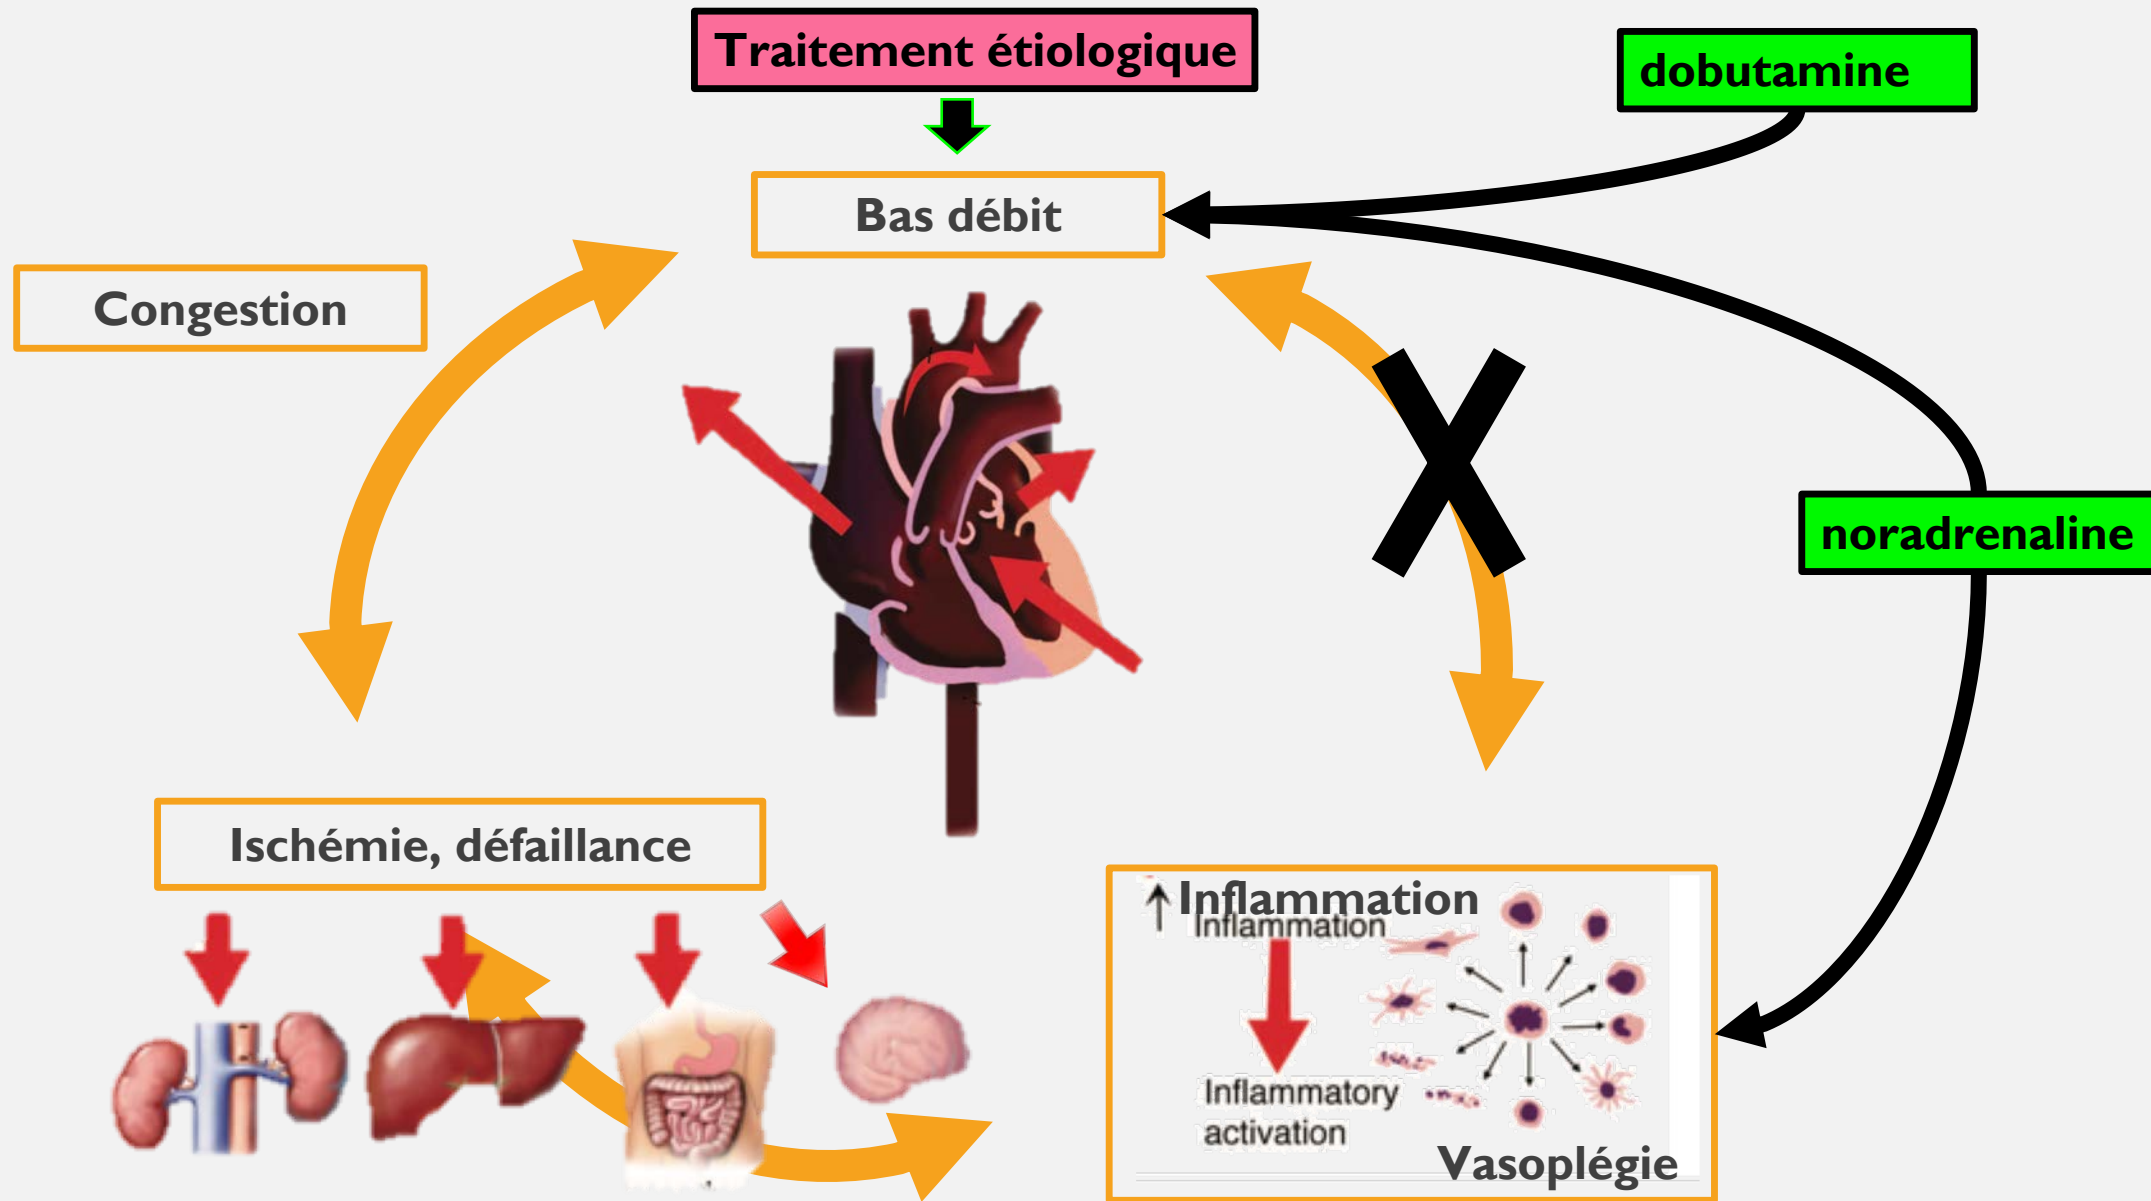 Traitement étiologique
dobutamine
Bas débit
Congestion
noradrenaline
Ischémie, défaillance
Inflammation
Inflammation
Inflammatory
activation
Vasoplégie